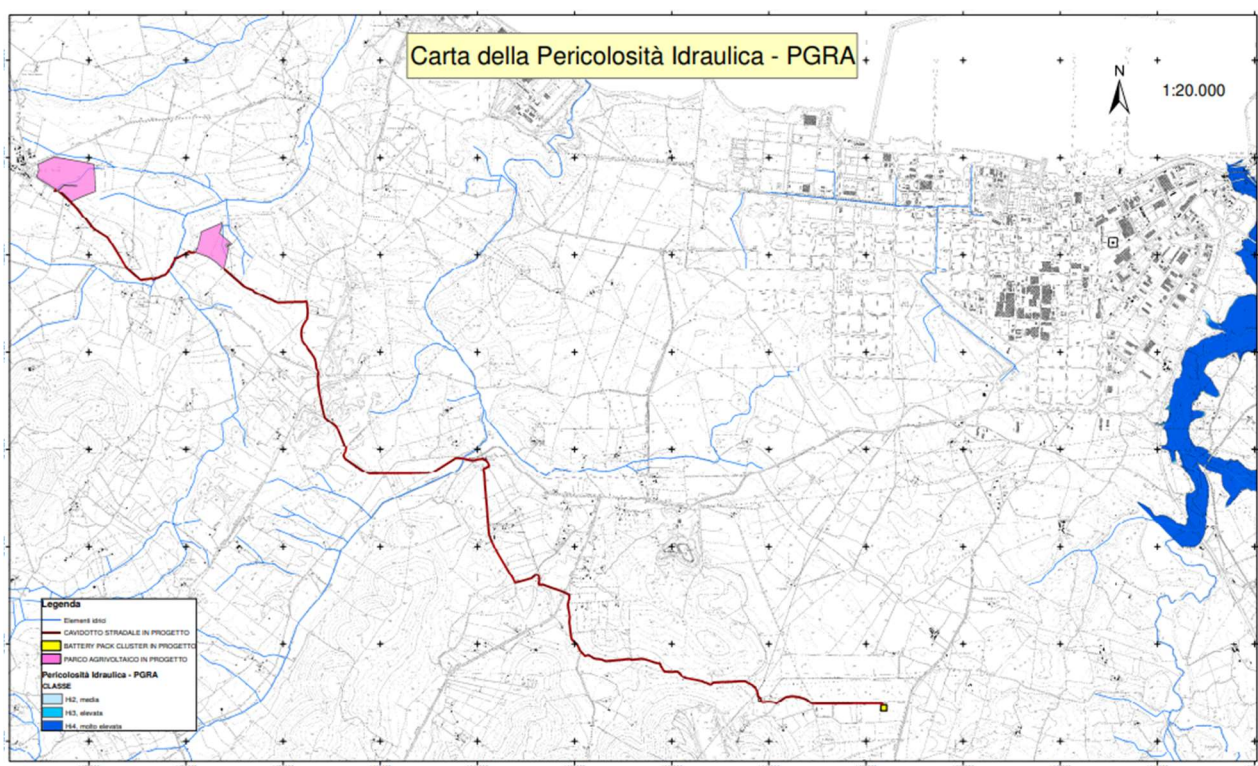 Carta della Pericolosità Idraulica - PGRA
N
1:20.000
Legenda
Elementi idrici
CAVIDOTTO STRADALE IN PROGETTO
BATTERY PACK CLUSTER IN PROGETTO
PARCO AGRIVOLTAICO IN PROGETTO
Pericolosità Idraulica - PGRA
CLASSE
Hi2, media
Hi3, elevata
Hi4, molto elevata